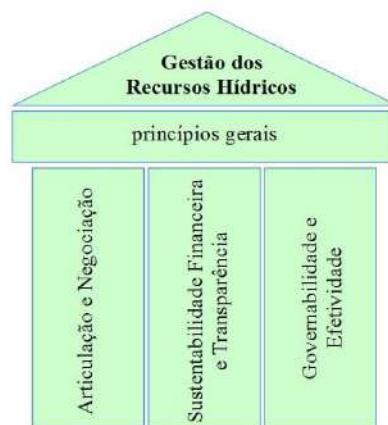 Gestão dos
Recursos Hídricos
princípios gerais
Articulação e Negociação
Sustentabilidade Financeira
e Transparência
Governabilidade e
Efetividade